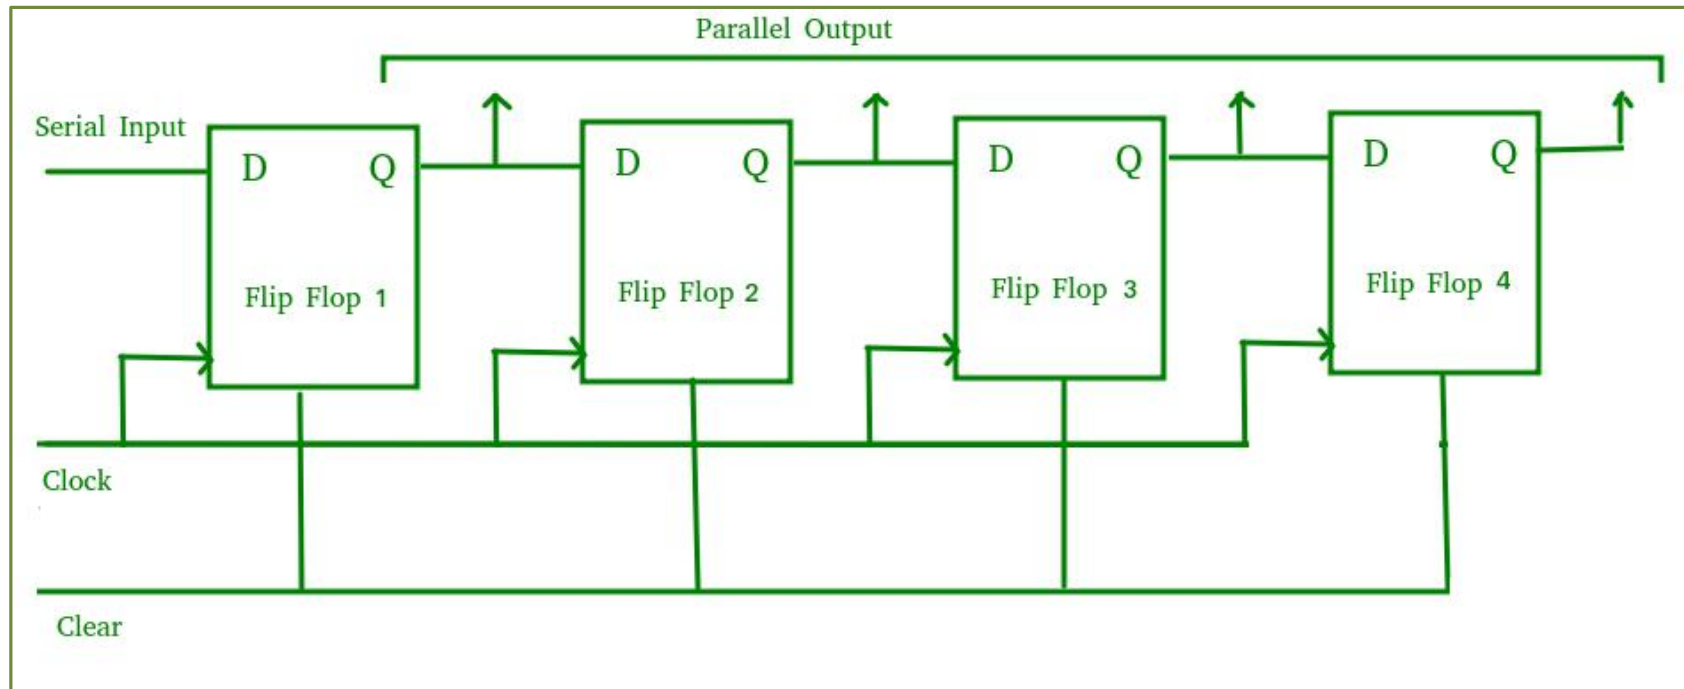 Parallel Output
Serial Input
D Q
Flip Flop 1
D Q
Flip Flop 2
D Q
Flip Flop 3
D Q
Flip Flop 4
Clock
Clear